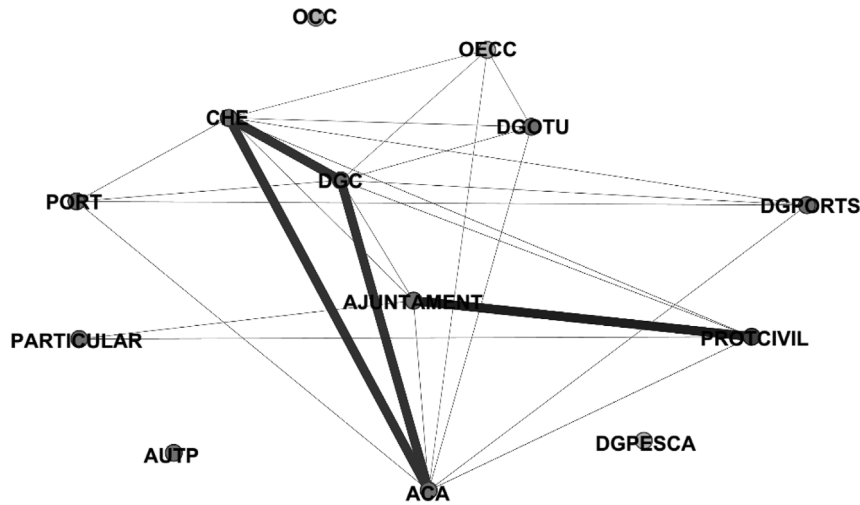 OCC
OECC
CHE
DGOTU
DGC
PORT
DGPORTS
AJUNTAMENT
PARTICULAR
PROTCIVIL
DGPESCA
AUTP
ACA